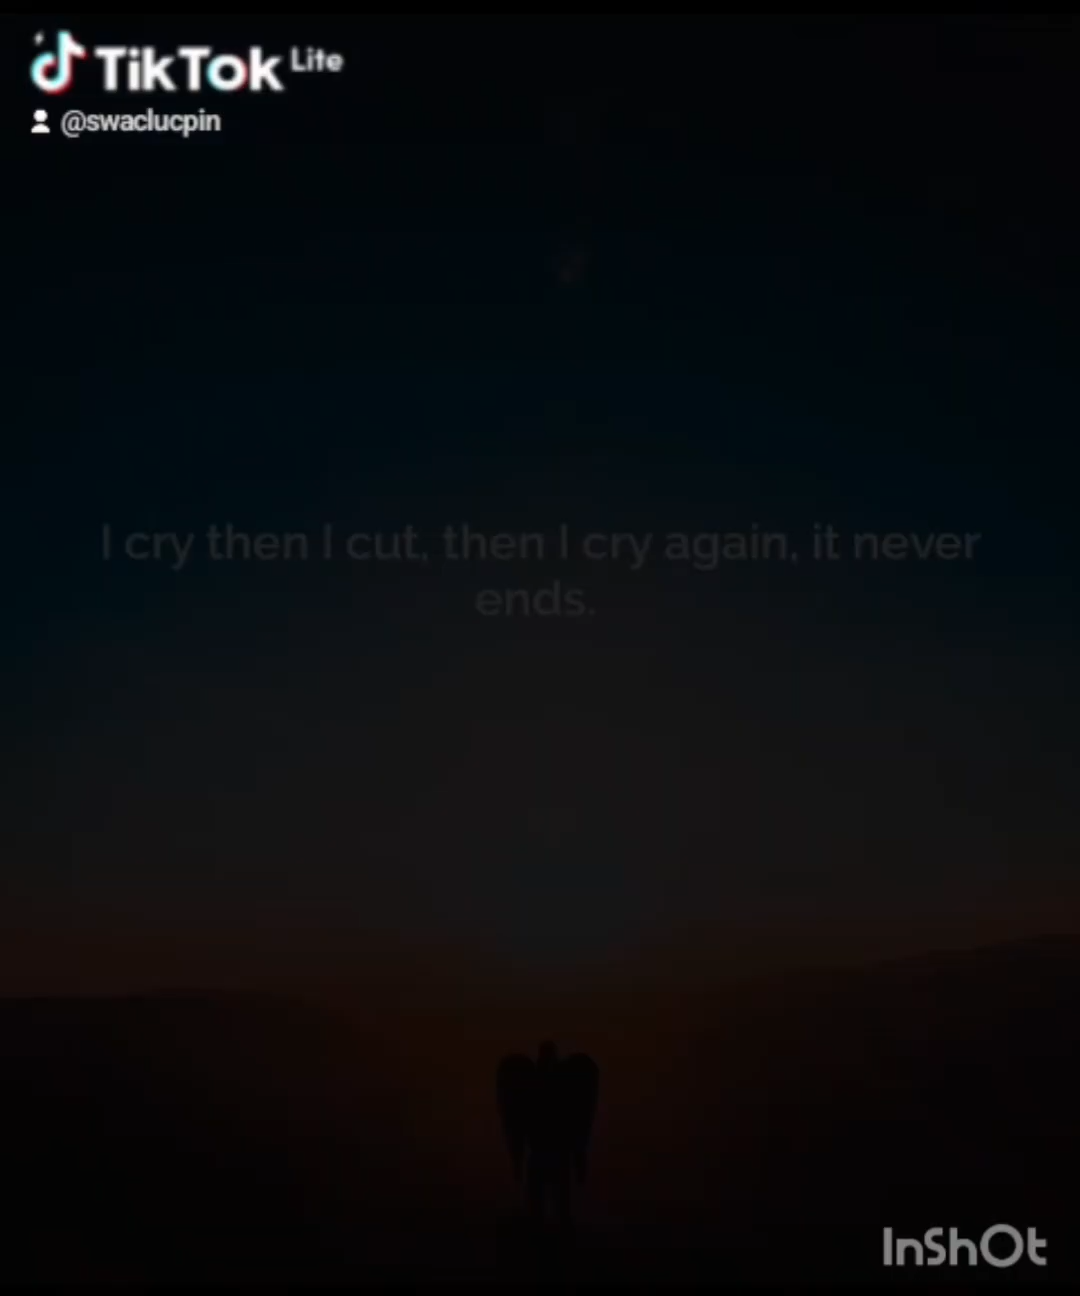 TikTok Lite
@swaclucpin
I cry then I cut, then I cry again, it never
ends.
InShOt